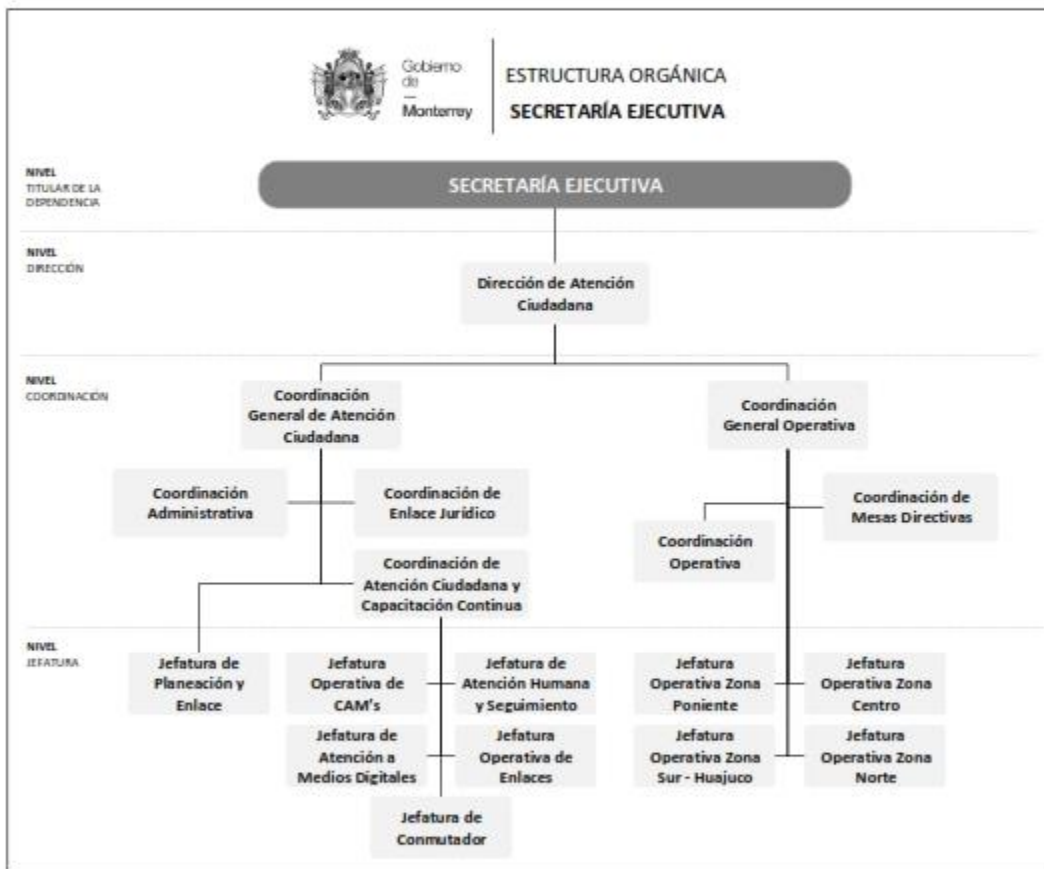 Gobierno
de
—
Monterrey
ESTRUCTURA ORGÁNICA
SECRETARÍA EJECUTIVA
NIVEL
TITULAR DE LA
DEPENDENCIA
SECRETARÍA EJECUTIVA
NIVEL
DIRECCIÓN
Dirección de Atención
Ciudadana
NIVEL
COORDINACIÓN
Coordinación
General de Atención
Ciudadana
Coordinación
General Operativa
Coordinación
Administrativa
Coordinación de
Enlace Jurídico
Coordinación de
Mesas Directivas
Coordinación
Operativa
Coordinación de
Atención Ciudadana y
Capacitación Continua
NIVEL
JEFATURA
Jefatura de
Planeación y
Enlace
Jefatura
Operativa de
CAM's
Jefatura de
Atención Humana
y Seguimiento
Jefatura
Operativa Zona
Poniente
Jefatura
Operativa Zona
Centro
Jefatura de
Atención a
Medios Digitales
Jefatura
Operativa de
Enlaces
Jefatura
Operativa Zona
Sur - Huajuco
Jefatura
Operativa Zona
Norte
Jefatura de
Conmutador